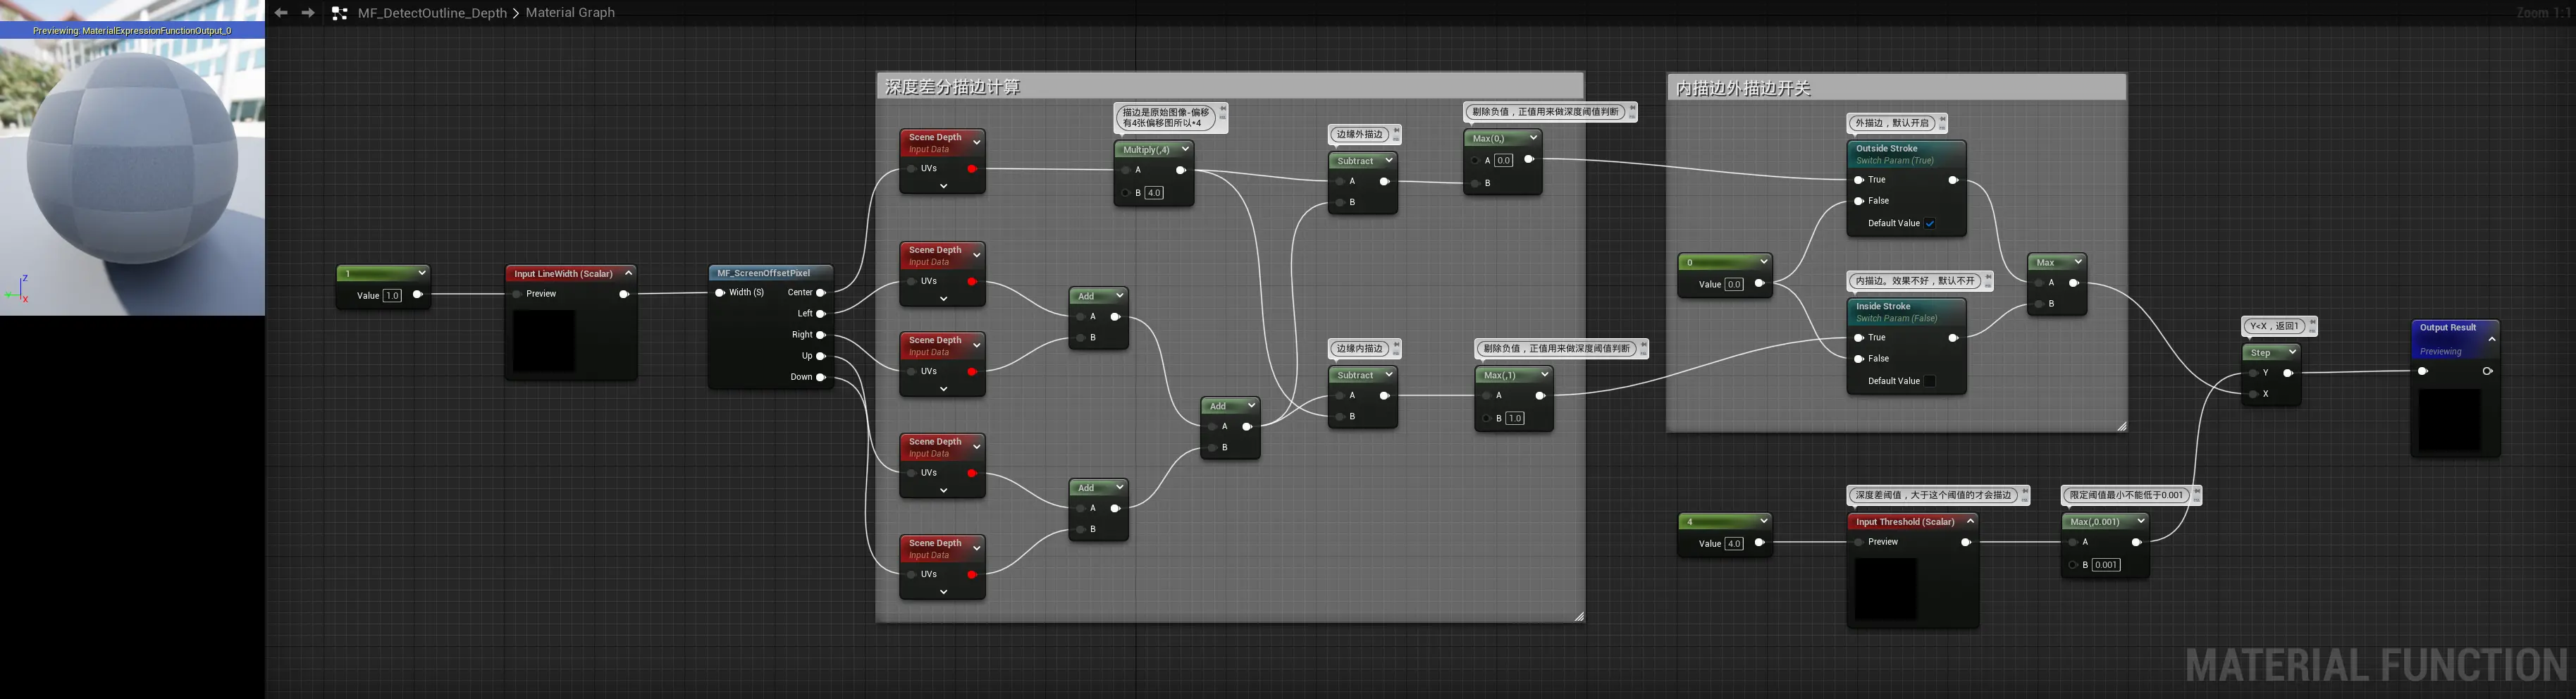 MF_DetectOutline_Depth > Material Graph
Zoom 1:1
Previewing: MaterialExpressionFunctionOutput_0
Z
Y
X
1
Value 1.0
Input LineWidth (Scalar)
Preview
MF_ScreenOffsetPixel
Width (S)
Center
Left
Right
Up
Down
深度差分描边计算
Scene Depth
Input Data
UVs
Scene Depth
Input Data
UVs
Scene Depth
Input Data
UVs
Scene Depth
Input Data
UVs
Scene Depth
Input Data
UVs
描边是原始图像-偏移
有4张偏移图所以*4
Multiply(,4)
A
B 4.0
Add
A
B
Add
A
B
Add
A
B
边缘外描边
Subtract
A
B
剔除负值，正值用来做深度阈值判断
Max(0,)
A 0.0
B
边缘内描边
Subtract
A
B
剔除负值，正值用来做深度阈值判断
Max(,1)
A
B 1.0
内描边外描边开关
外描边，默认开启
Outside Stroke
Switch Param (True)
True
False
Default Value
0
Value 0.0
内描边。效果不好，默认不开
Inside Stroke
Switch Param (False)
True
False
Default Value
Max
A
B
4
Value 4.0
深度差阈值，大于这个阈值的才会描边
Input Threshold (Scalar)
Preview
限定阈值最小不能低于0.001
Max(,0.001)
A
B 0.001
Y<X，返回1
Step
Y
X
Output Result
Previewing
MATERIAL FUNCTION